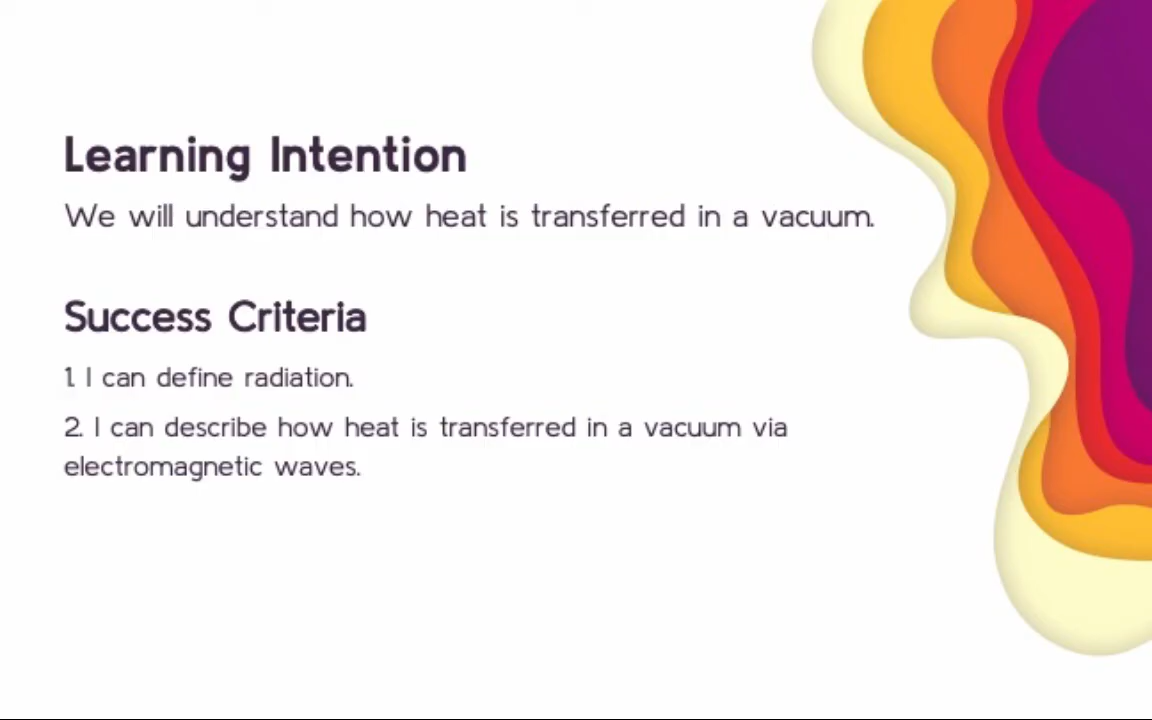 Learning Intention
We will understand how heat is transferred in a vacuum.
Success Criteria
1. I can define radiation.
2. I can describe how heat is transferred in a vacuum via
electromagnetic waves.